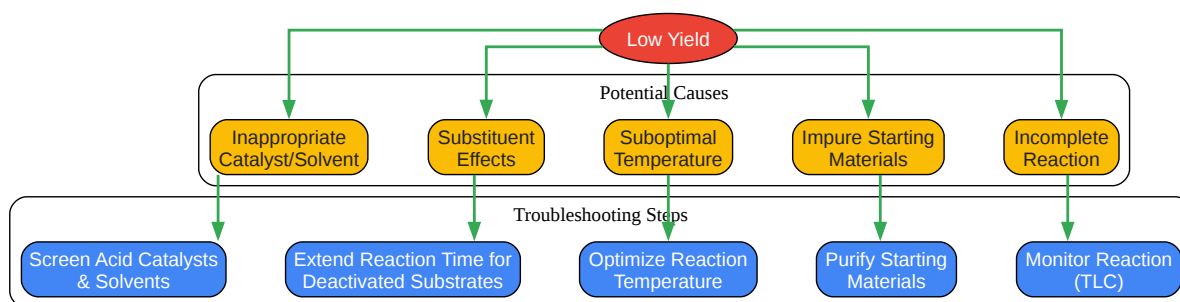 Low Yield
Potential Causes
Inappropriate
Catalyst/Solvent
Substituent
Effects
Suboptimal
Temperature
Impure Starting
Materials
Incomplete
Reaction
Troubleshooting Steps
Screen Acid Catalysts
& Solvents
Extend Reaction Time for
Deactivated Substrates
Optimize Reaction
Temperature
Purify Starting
Materials
Monitor Reaction
(TLC)